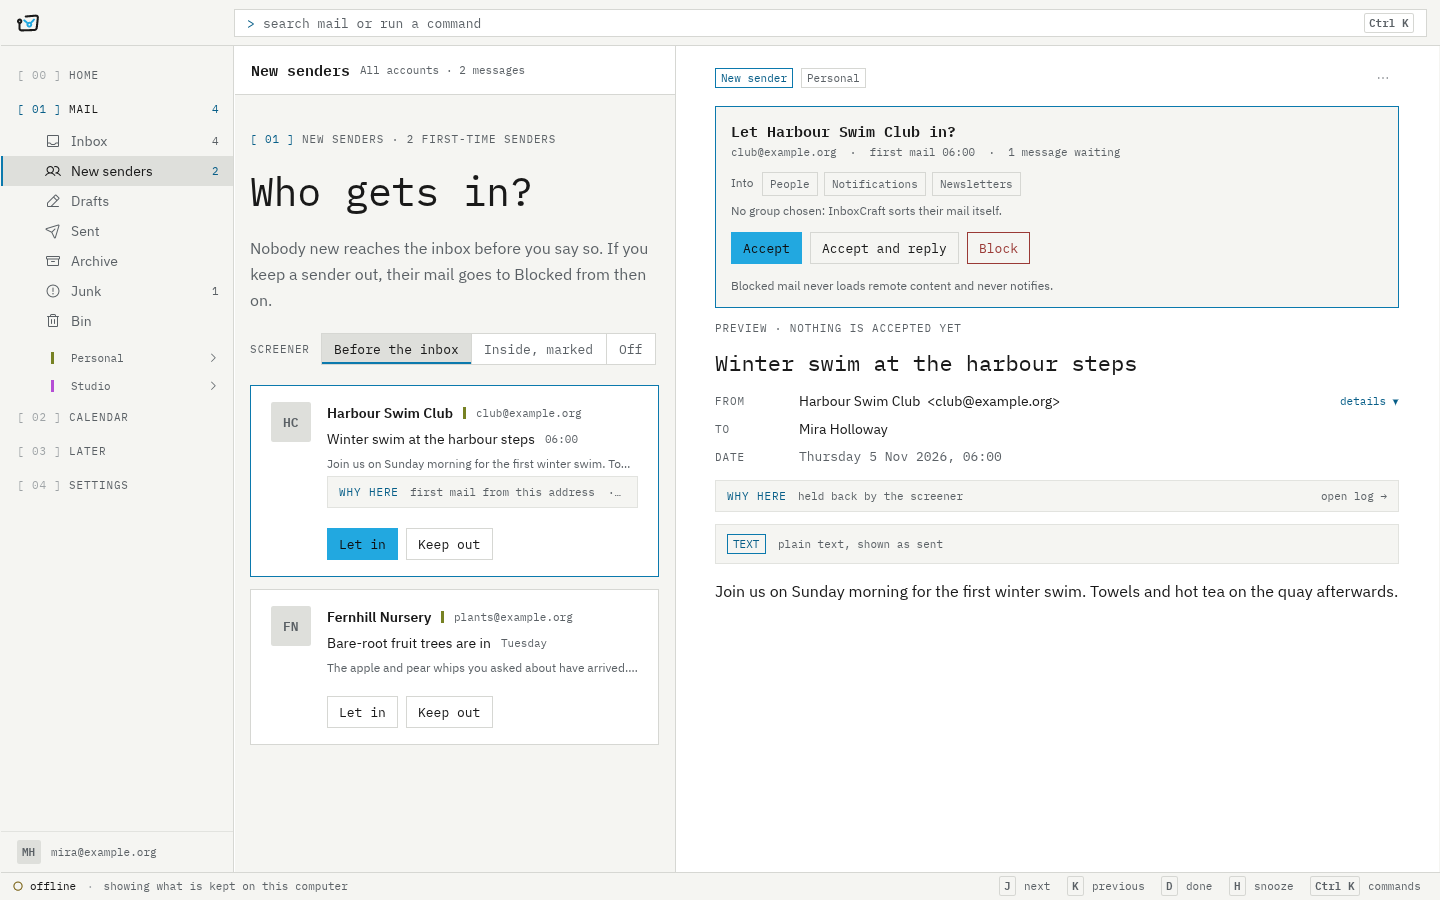 > search mail or run a command Ctrl K
[ 00 ] HOME
[ 01 ] MAIL 4
Inbox 4
New senders 2
Drafts
Sent
Archive
Junk 1
Bin
Personal
Studio
[ 02 ] CALENDAR
[ 03 ] LATER
[ 04 ] SETTINGS
MH mira@example.org
New senders All accounts · 2 messages
[ 01 ] NEW SENDERS · 2 FIRST-TIME SENDERS
Who gets in?
Nobody new reaches the inbox before you say so. If you
keep a sender out, their mail goes to Blocked from then
on.
SCREENER Before the inbox Inside, marked Off
HC Harbour Swim Club club@example.org
Winter swim at the harbour steps 06:00
Join us on Sunday morning for the first winter swim. To...
WHY HERE first mail from this address ·...
Let in Keep out
FN Fernhill Nursery plants@example.org
Bare-root fruit trees are in Tuesday
The apple and pear whips you asked about have arrived....
Let in Keep out
New sender Personal ...
Let Harbour Swim Club in?
club@example.org · first mail 06:00 · 1 message waiting
Into People Notifications Newsletters
No group chosen: InboxCraft sorts their mail itself.
Accept Accept and reply Block
Blocked mail never loads remote content and never notifies.
PREVIEW · NOTHING IS ACCEPTED YET
Winter swim at the harbour steps
FROM Harbour Swim Club <club@example.org> details ▾
TO Mira Holloway
DATE Thursday 5 Nov 2026, 06:00
WHY HERE held back by the screener open log →
TEXT plain text, shown as sent
Join us on Sunday morning for the first winter swim. Towels and hot tea on the quay afterwards.
offline · showing what is kept on this computer
J next K previous D done H snooze Ctrl K commands